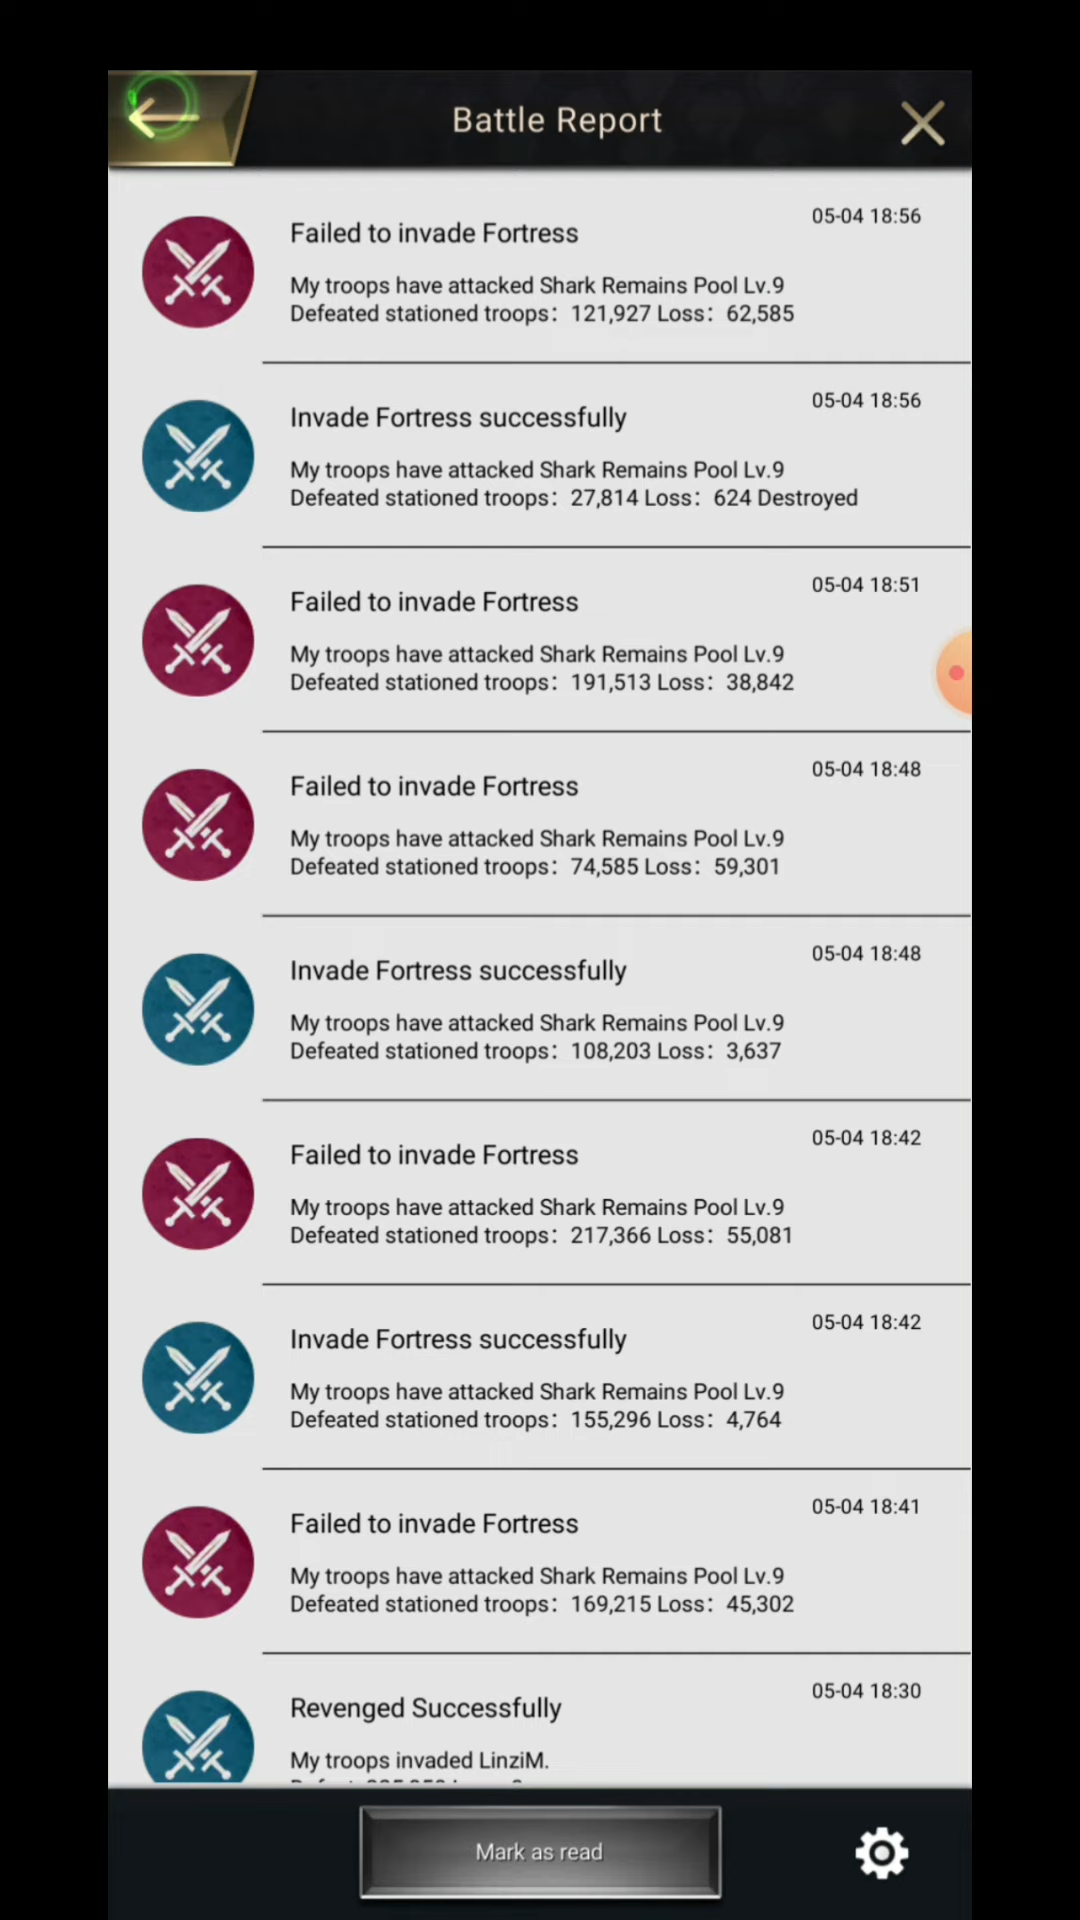 Battle Report
05-04 18:56
Failed to invade Fortress
My troops have attacked Shark Remains Pool Lv.9
Defeated stationed troops: 121,927 Loss: 62,585
05-04 18:56
Invade Fortress successfully
My troops have attacked Shark Remains Pool Lv.9
Defeated stationed troops: 27,814 Loss: 624 Destroyed
05-04 18:51
Failed to invade Fortress
My troops have attacked Shark Remains Pool Lv.9
Defeated stationed troops: 191,513 Loss: 38,842
05-04 18:48
Failed to invade Fortress
My troops have attacked Shark Remains Pool Lv.9
Defeated stationed troops: 74,585 Loss: 59,301
05-04 18:48
Invade Fortress successfully
My troops have attacked Shark Remains Pool Lv.9
Defeated stationed troops: 108,203 Loss: 3,637
05-04 18:42
Failed to invade Fortress
My troops have attacked Shark Remains Pool Lv.9
Defeated stationed troops: 217,366 Loss: 55,081
05-04 18:42
Invade Fortress successfully
My troops have attacked Shark Remains Pool Lv.9
Defeated stationed troops: 155,296 Loss: 4,764
05-04 18:41
Failed to invade Fortress
My troops have attacked Shark Remains Pool Lv.9
Defeated stationed troops: 169,215 Loss: 45,302
05-04 18:30
Revenged Successfully
My troops invaded LinziM.
Mark as read